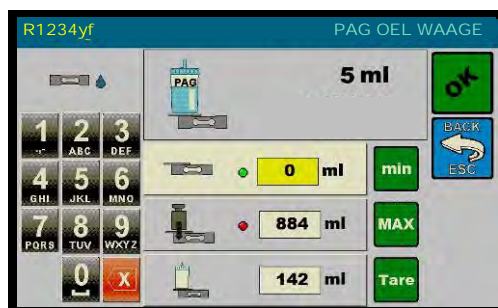 R1234yf PAG OEL WAAGE
PAG 5 ml
OK
BACK
ESC
1 2 3
ABC DEF
4 5 6
GHI JKL MNO
7 8 9
PQRS TUV WXYZ
0 X
0 ml min
884 ml MAX
142 ml Tare